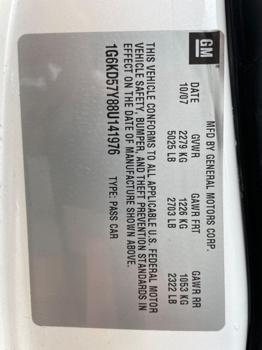 GM
MFD BY GENERAL MOTORS CORP.
DATE GVWR GAWR FRT GAWR RR
10/07 2279 KG 1226 KG 1053 KG
5025 LB 2703 LB 2322 LB
THIS VEHICLE CONFORMS TO ALL APPLICABLE U.S. FEDERAL MOTOR
VEHICLE SAFETY, BUMPER, AND THEFT PREVENTION STANDARDS IN
EFFECT ON THE DATE OF MANUFACTURE SHOWN ABOVE.
1G6KD57Y88U141976 TYPE: PASS CAR